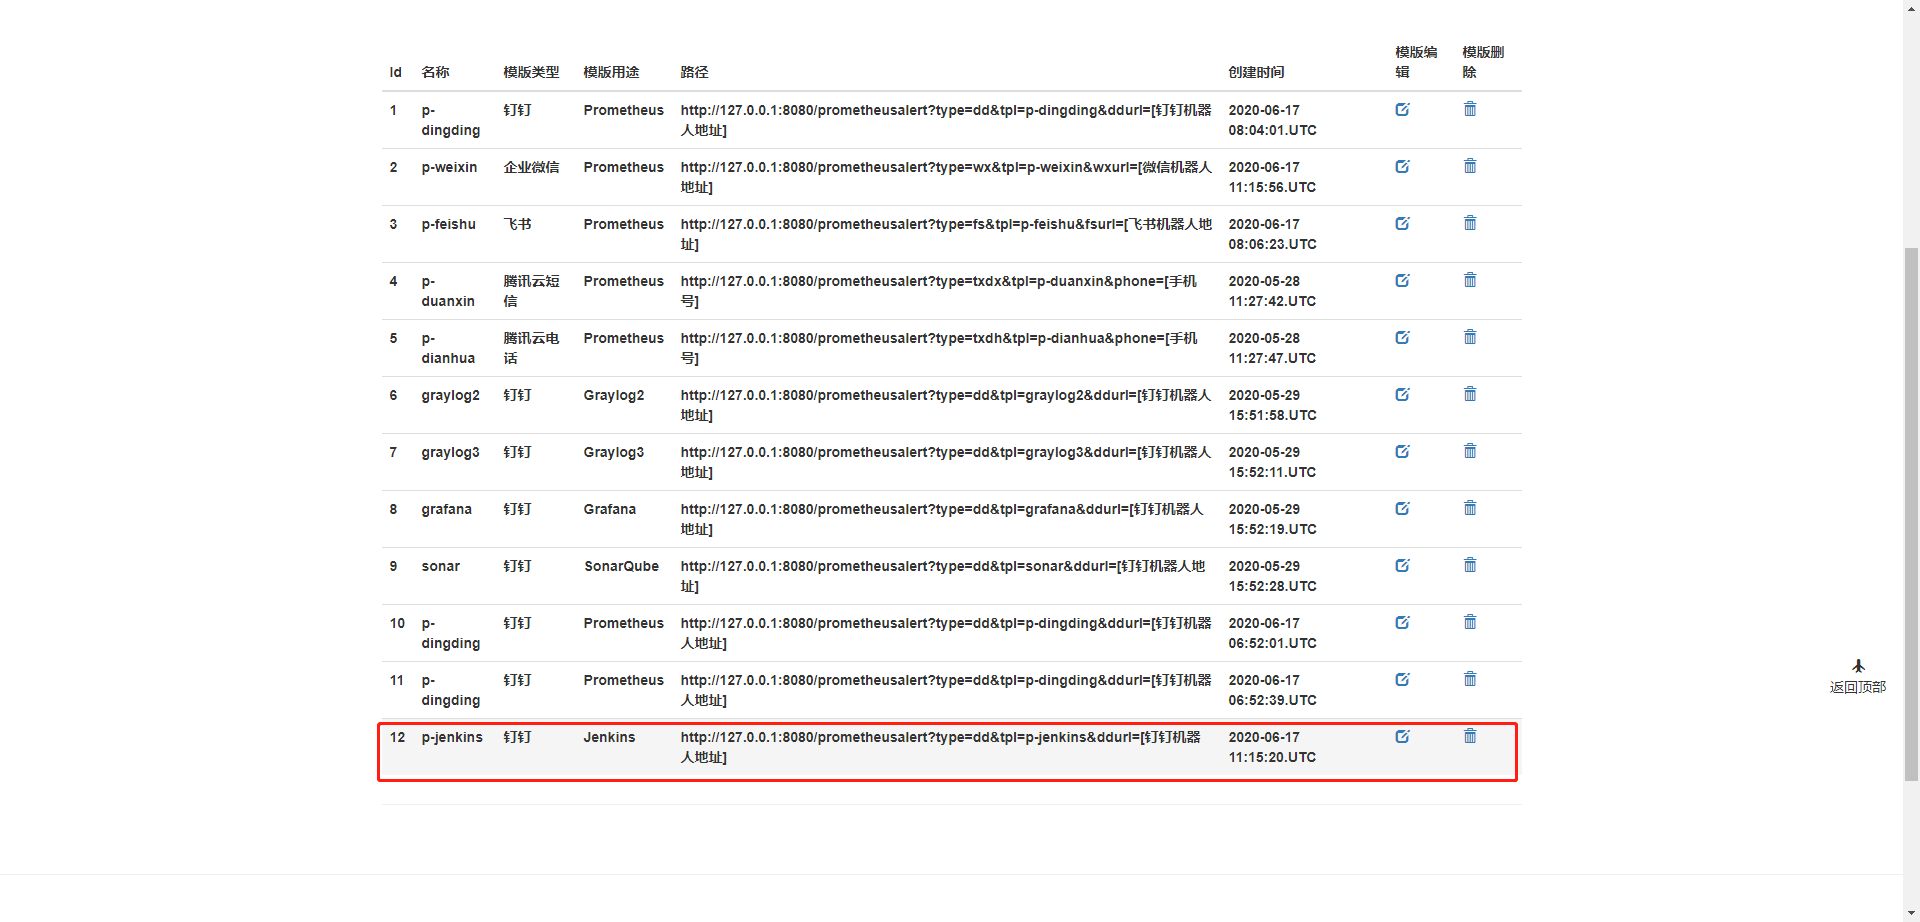 Id 名称 模版类型 模版用途 路径 创建时间 模版编
辑 模版删
除
1 p-
dingding 钉钉 Prometheus http://127.0.0.1:8080/prometheusalert?type=dd&tpl=p-dingding&ddurl=[钉钉机器
人地址] 2020-06-17
08:04:01.UTC
2 p-weixin 企业微信 Prometheus http://127.0.0.1:8080/prometheusalert?type=wx&tpl=p-weixin&wxurl=[微信机器人
地址] 2020-06-17
11:15:56.UTC
3 p-feishu 飞书 Prometheus http://127.0.0.1:8080/prometheusalert?type=fs&tpl=p-feishu&fsurl=[飞书机器人地
址] 2020-06-17
08:06:23.UTC
4 p-
duanxin 腾讯云短
信 Prometheus http://127.0.0.1:8080/prometheusalert?type=txdx&tpl=p-duanxin&phone=[手机
号] 2020-05-28
11:27:42.UTC
5 p-
dianhua 腾讯云电
话 Prometheus http://127.0.0.1:8080/prometheusalert?type=txdh&tpl=p-dianhua&phone=[手机
号] 2020-05-28
11:27:47.UTC
6 graylog2 钉钉 Graylog2 http://127.0.0.1:8080/prometheusalert?type=dd&tpl=graylog2&ddurl=[钉钉机器人
地址] 2020-05-29
15:51:58.UTC
7 graylog3 钉钉 Graylog3 http://127.0.0.1:8080/prometheusalert?type=dd&tpl=graylog3&ddurl=[钉钉机器人
地址] 2020-05-29
15:52:11.UTC
8 grafana 钉钉 Grafana http://127.0.0.1:8080/prometheusalert?type=dd&tpl=grafana&ddurl=[钉钉机器人
地址] 2020-05-29
15:52:19.UTC
9 sonar 钉钉 SonarQube http://127.0.0.1:8080/prometheusalert?type=dd&tpl=sonar&ddurl=[钉钉机器人地
址] 2020-05-29
15:52:28.UTC
10 p-
dingding 钉钉 Prometheus http://127.0.0.1:8080/prometheusalert?type=dd&tpl=p-dingding&ddurl=[钉钉机器
人地址] 2020-06-17
06:52:01.UTC
11 p-
dingding 钉钉 Prometheus http://127.0.0.1:8080/prometheusalert?type=dd&tpl=p-dingding&ddurl=[钉钉机器
人地址] 2020-06-17
06:52:39.UTC
12 p-jenkins 钉钉 Jenkins http://127.0.0.1:8080/prometheusalert?type=dd&tpl=p-jenkins&ddurl=[钉钉机器
人地址] 2020-06-17
11:15:20.UTC
返回顶部